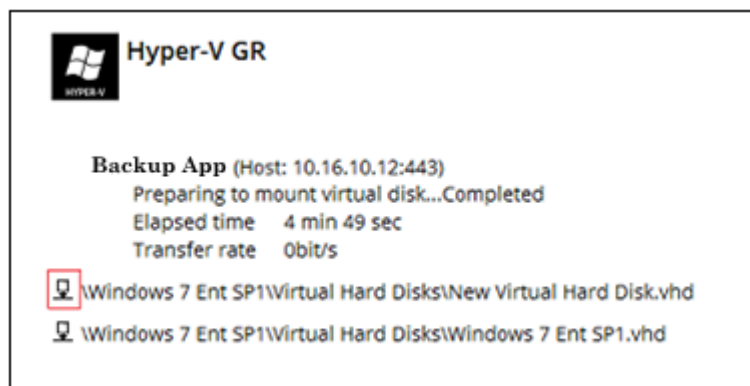 Hyper-V GR
HYPER-V
Backup App (Host: 10.16.10.12:443)
Preparing to mount virtual disk...Completed
Elapsed time 4 min 49 sec
Transfer rate 0bit/s
\Windows 7 Ent SP1\Virtual Hard Disks\New Virtual Hard Disk.vhd
\Windows 7 Ent SP1\Virtual Hard Disks\Windows 7 Ent SP1.vhd